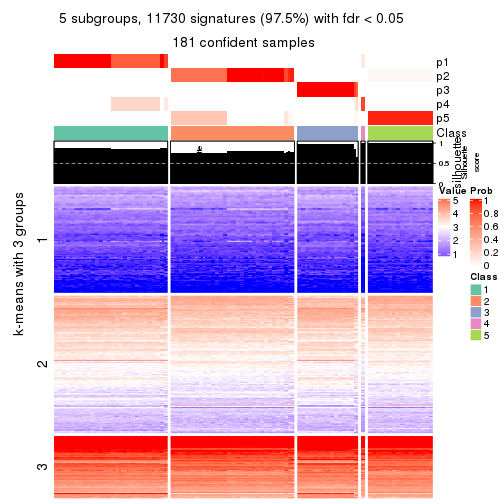 5 subgroups, 11730 signatures (97.5%) with fdr < 0.05
181 confident samples
p1
p2
p3
p4
p5
Class
1
0.5
0
silhouette
Silhouette
score
k-means with 3 groups
1
2
3
Value
5
4
3
2
1
Prob
1
0.8
0.6
0.4
0.2
0
Class
1
2
3
4
5